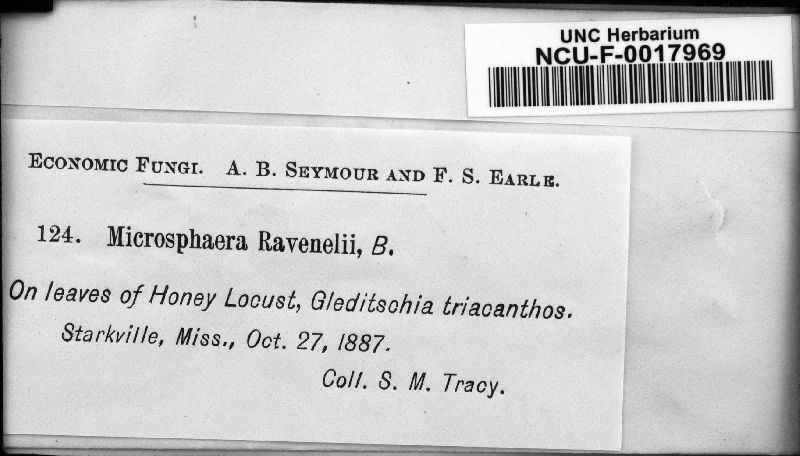 UNC Herbarium
NCU-F-0017969
Economic Fungi. A. B. Seymour and F. S. Earle.
124. Microsphaera Ravenelii, B.
On leaves of Honey Locust, Gleditschia triacanthos.
Starkville, Miss., Oct. 27, 1887.
Coll. S. M. Tracy.